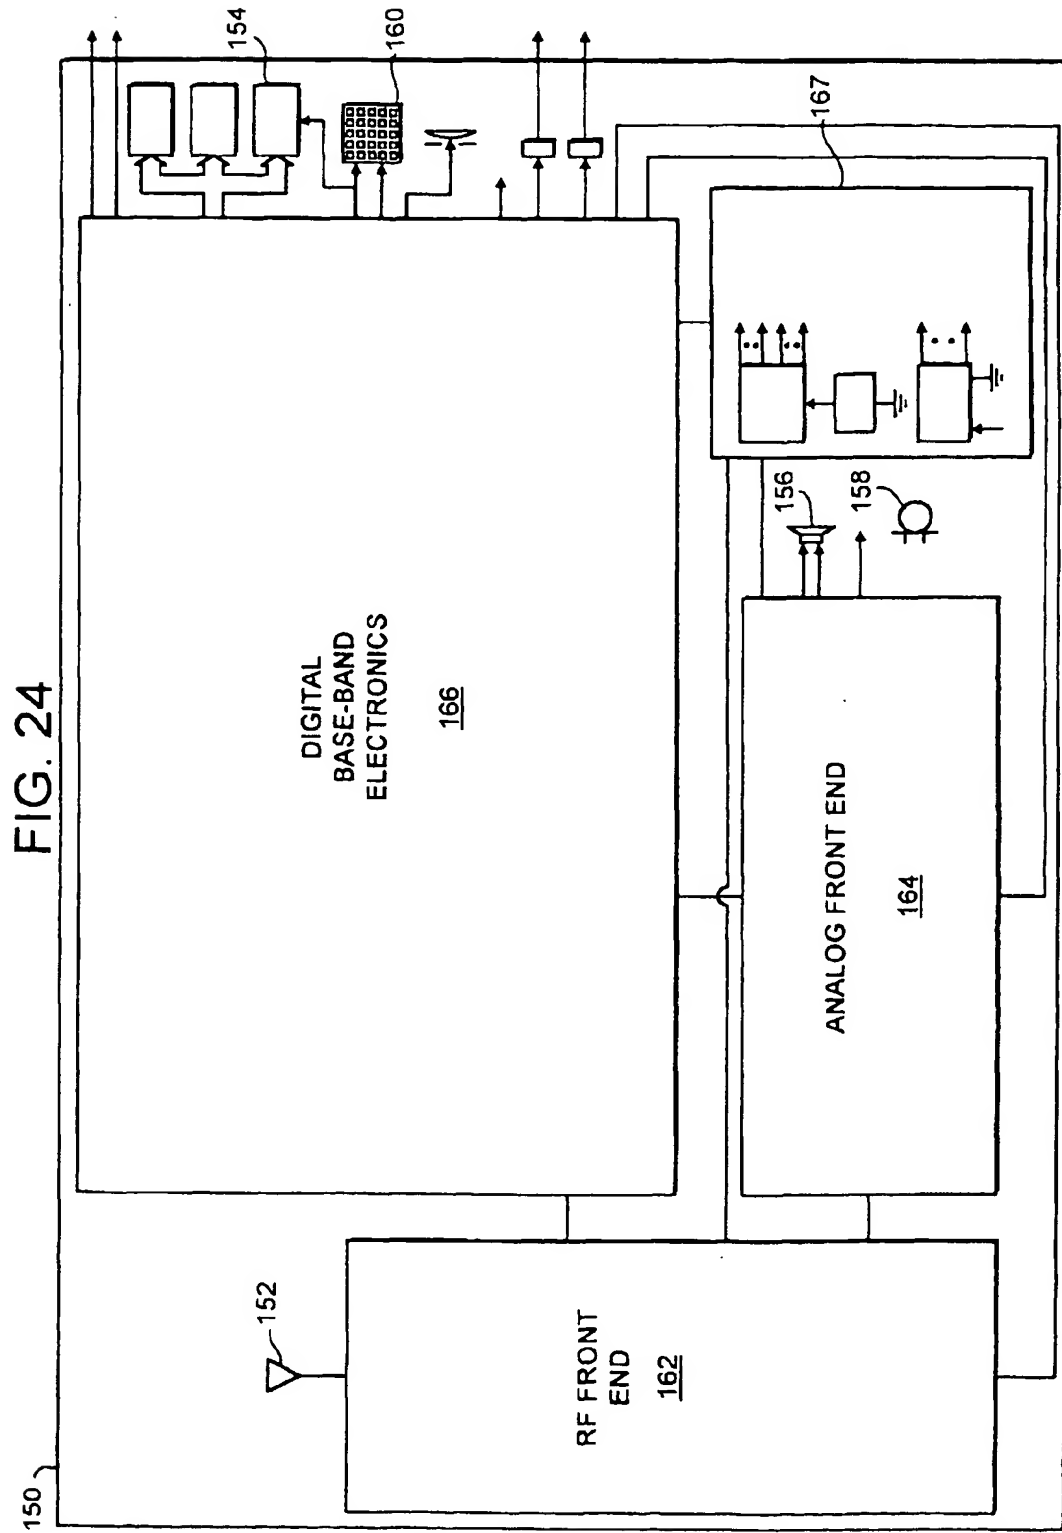 FIG. 24
150
152
RF FRONT
END
162
DIGITAL
BASE-BAND
ELECTRONICS
166
ANALOG FRONT END
164
154
160
156
158
167